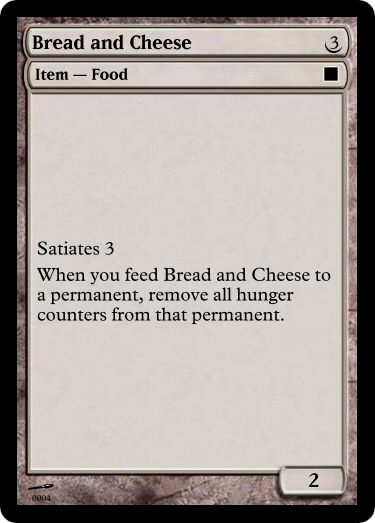 Bread and Cheese 3
Item — Food
Satiates 3
When you feed Bread and Cheese to
a permanent, remove all hunger
counters from that permanent.
2
0004